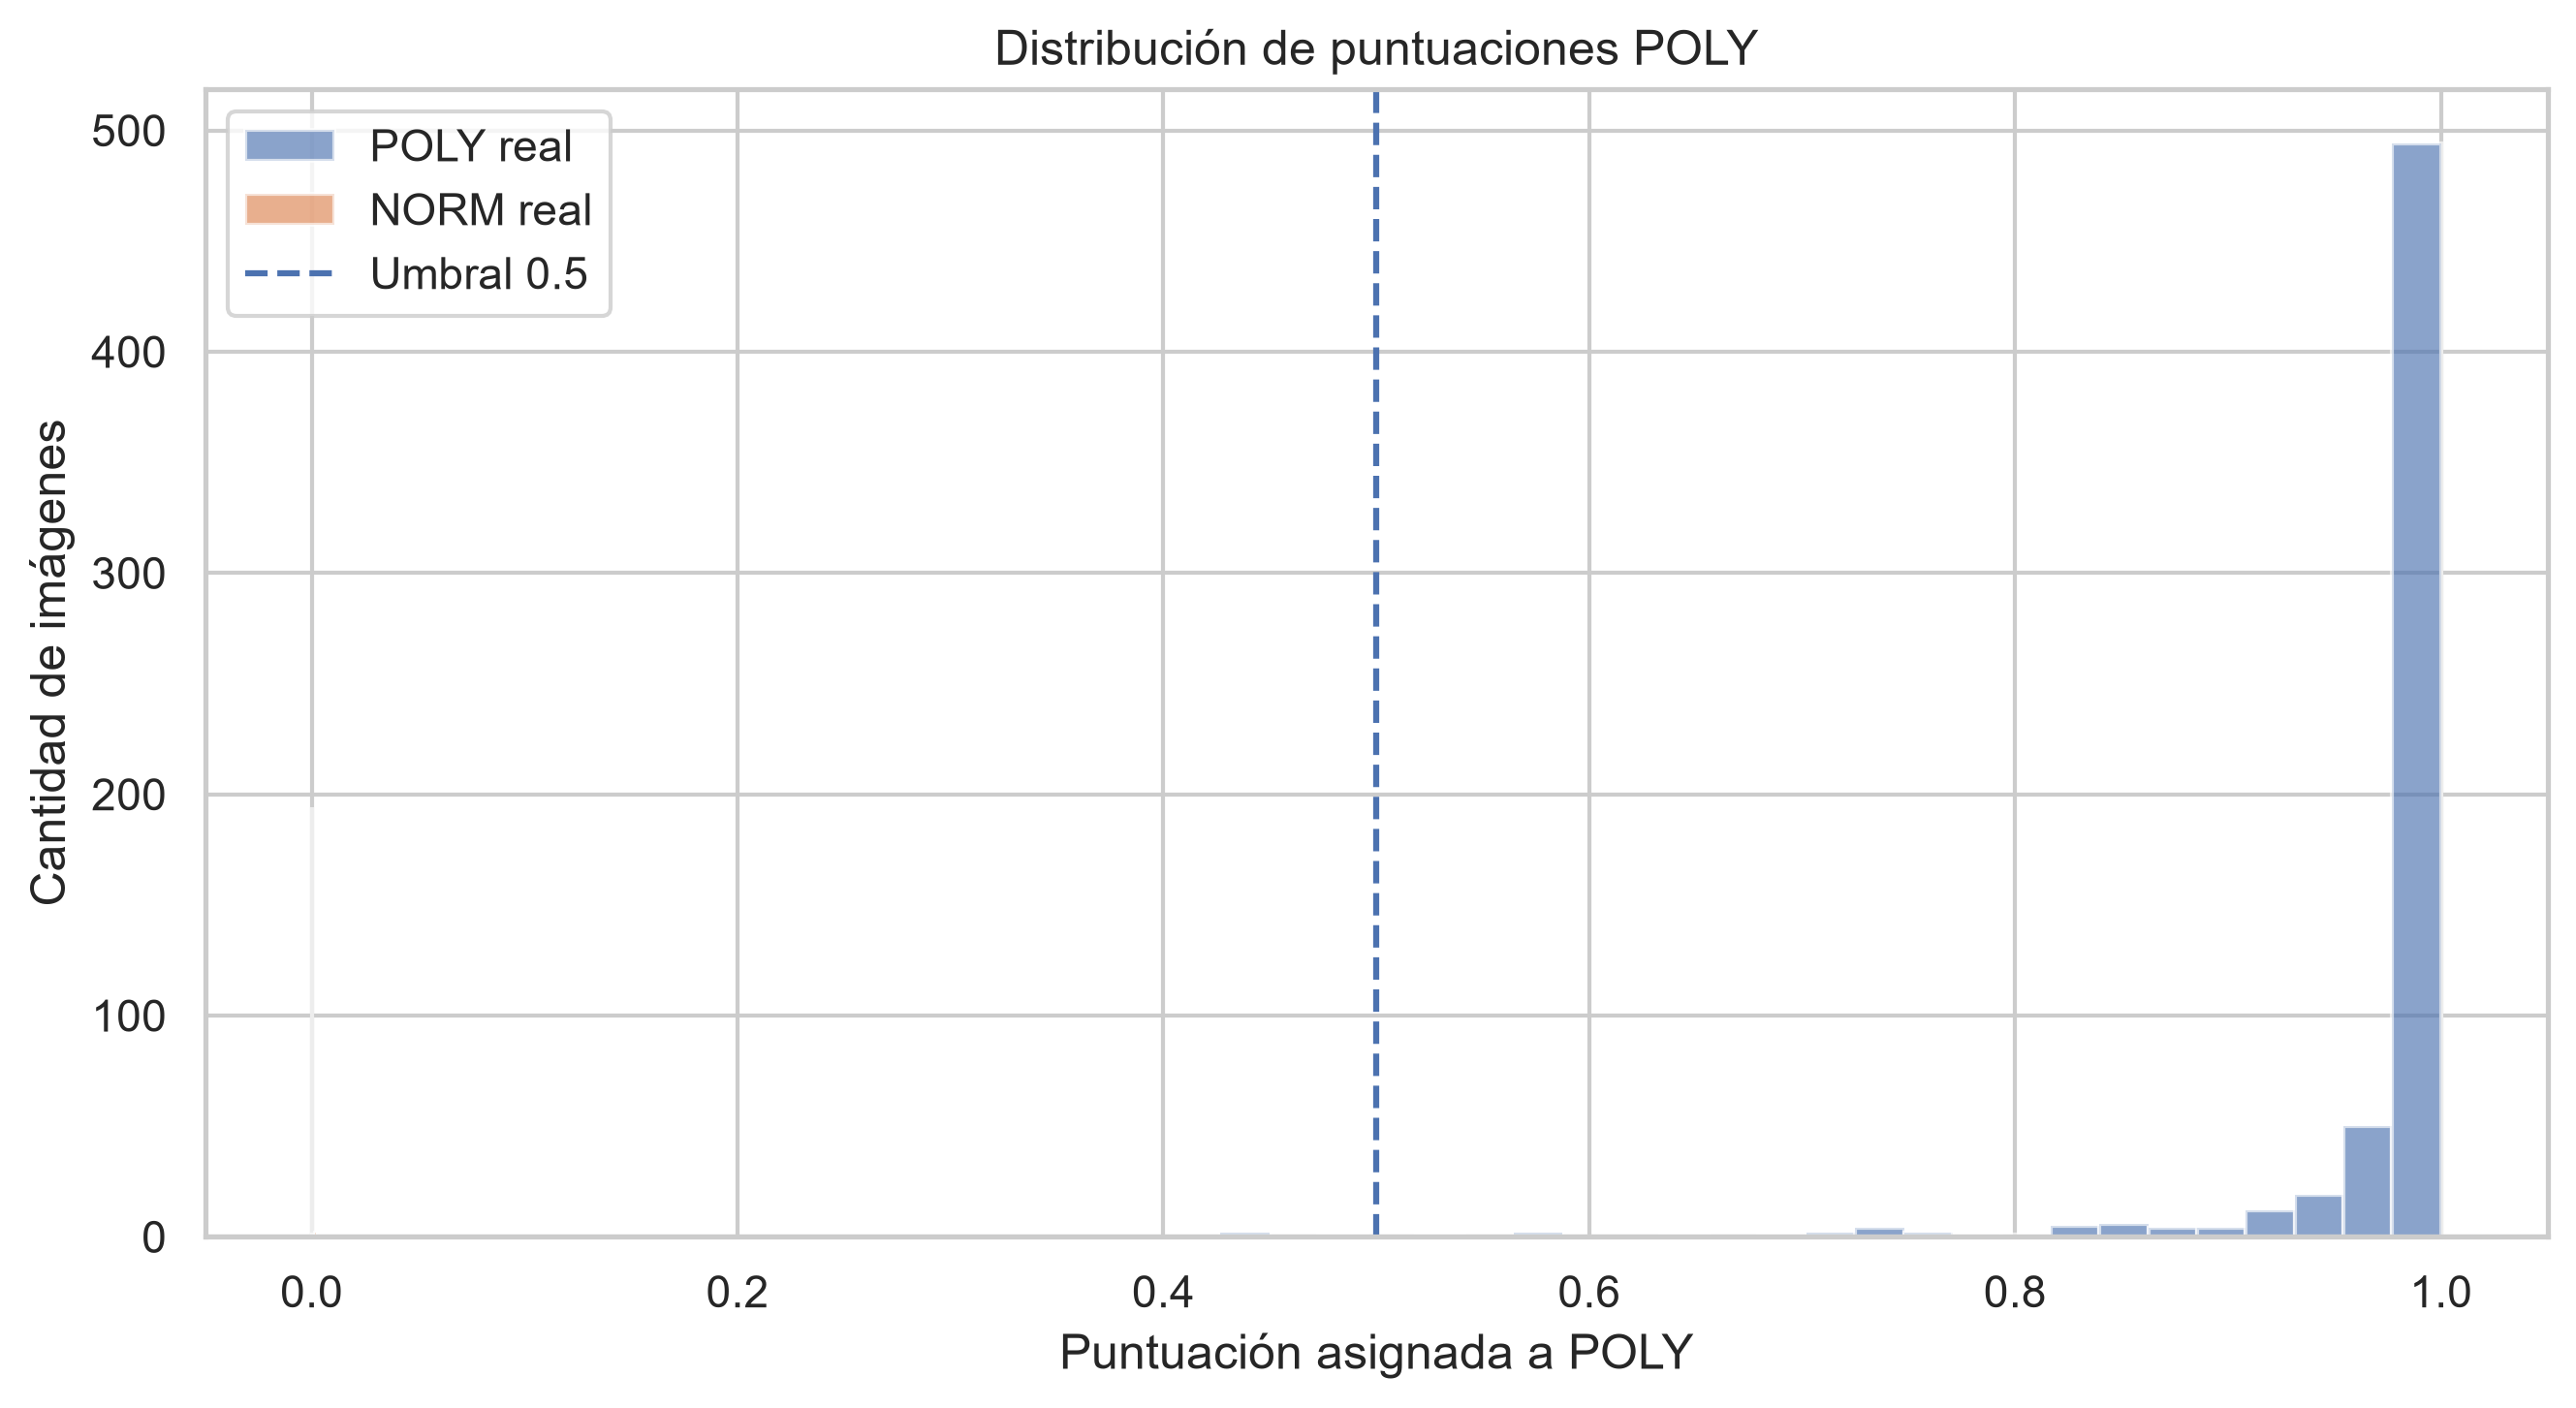 Distribución de puntuaciones POLY
POLY real
NORM real
Umbral 0.5
Cantidad de imágenes
500
400
300
200
100
0
0.0 0.2 0.4 0.6 0.8 1.0
Puntuación asignada a POLY